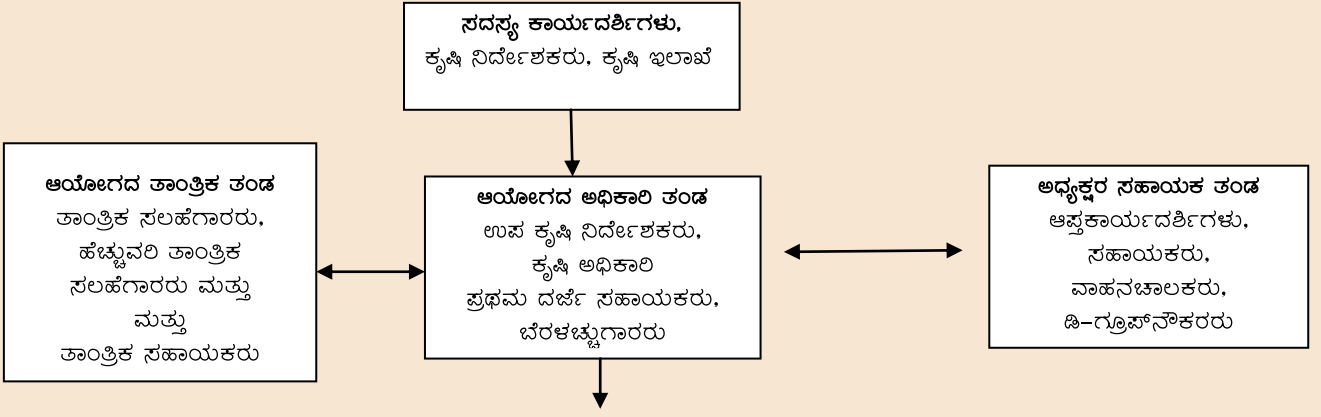 ಸದಸ್ಯ ಕಾರ್ಯದರ್ಶಿಗಳು,
ಕೃಷಿ ನಿರ್ದೇಶಕರು, ಕೃಷಿ ಇಲಾಖೆ
ಆಯೋಗದ ತಾಂತ್ರಿಕ ತಂಡ
ತಾಂತ್ರಿಕ ಸಲಹೆಗಾರರು,
ಹೆಚ್ಚುವರಿ ತಾಂತ್ರಿಕ
ಸಲಹೆಗಾರರು ಮತ್ತು
ಮತ್ತು
ತಾಂತ್ರಿಕ ಸಹಾಯಕರು
ಆಯೋಗದ ಅಧಿಕಾರಿ ತಂಡ
ಉಪ ಕೃಷಿ ನಿರ್ದೇಶಕರು,
ಕೃಷಿ ಅಧಿಕಾರಿ
ಪ್ರಥಮ ದರ್ಜೆ ಸಹಾಯಕರು,
ಬೆರಳಚ್ಚುಗಾರರು
ಅಧ್ಯಕ್ಷರ ಸಹಾಯಕ ತಂಡ
ಆಪ್ತಕಾರ್ಯದರ್ಶಿಗಳು,
ಸಹಾಯಕರು,
ವಾಹನಚಾಲಕರು,
ಡಿ-ಗ್ರೂಪ್‌ನೌಕರರು